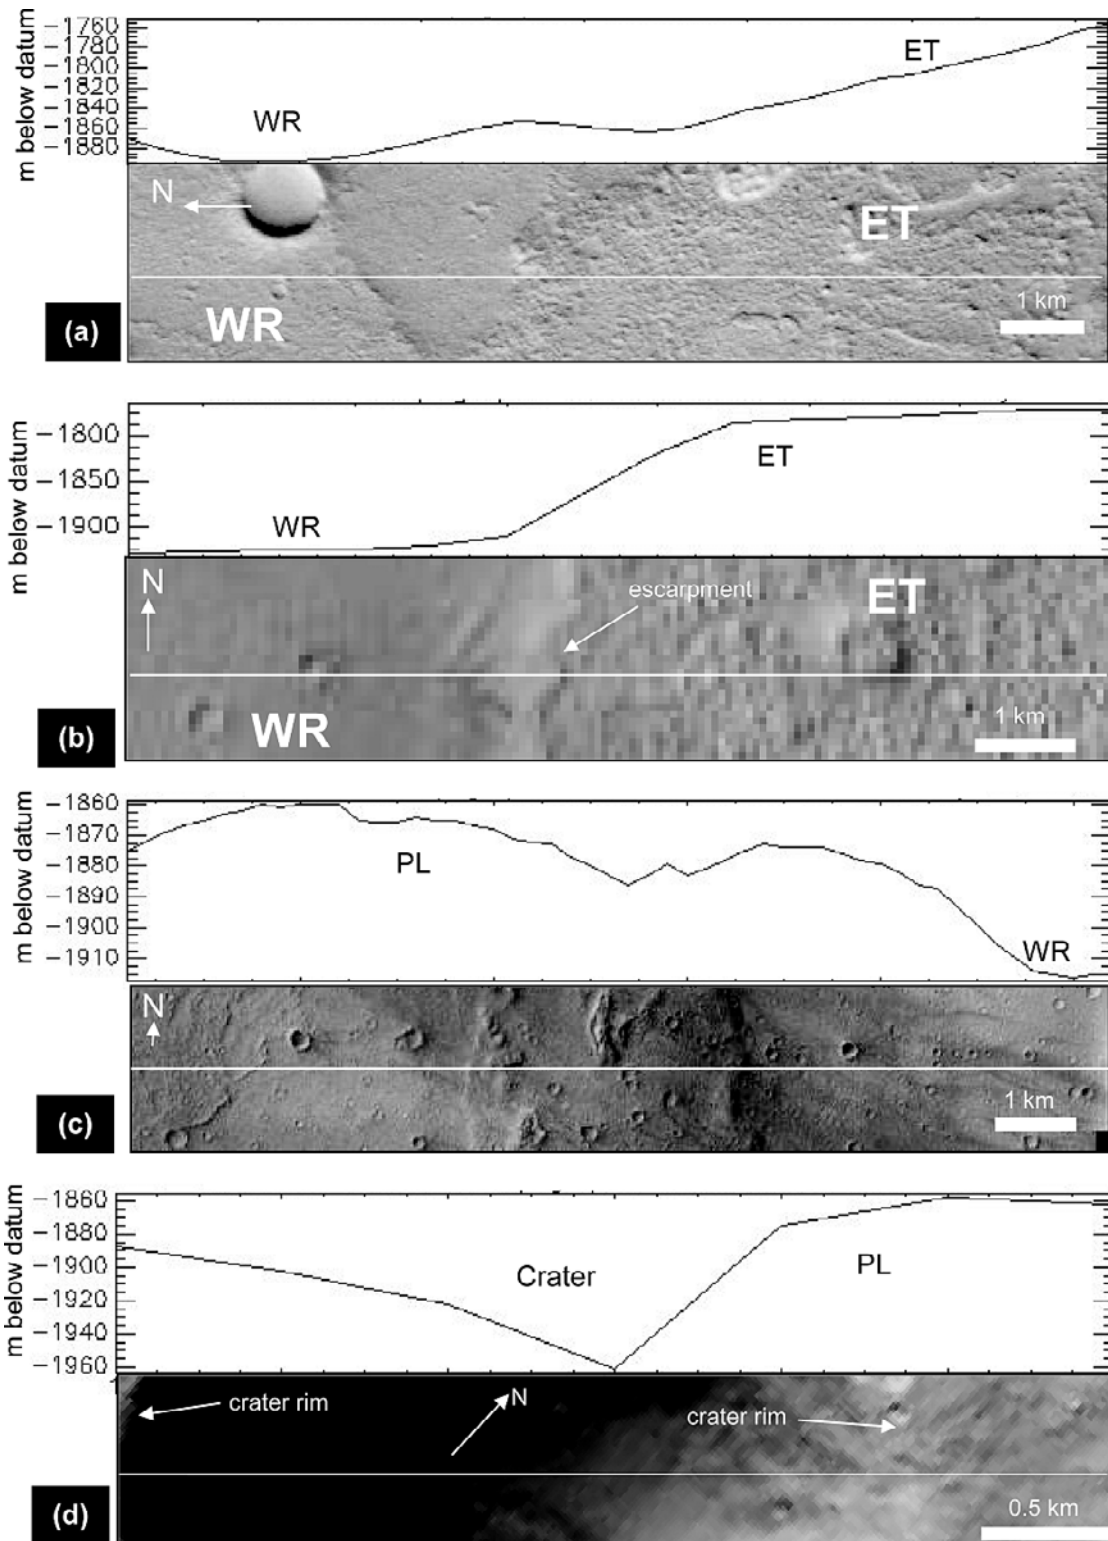 m below datum
−1760
−1780
−1800
−1820
−1840
−1860
−1880
WR
ET
N
ET
WR
1 km
(a)
m below datum
−1800
−1850
−1900
WR
ET
N
escarpment
ET
WR
1 km
(b)
m below datum
−1860
−1870
−1880
−1890
−1900
−1910
PL
WR
N
1 km
(c)
m below datum
−1860
−1880
−1900
−1920
−1940
−1960
Crater
PL
crater rim
N
crater rim
0.5 km
(d)